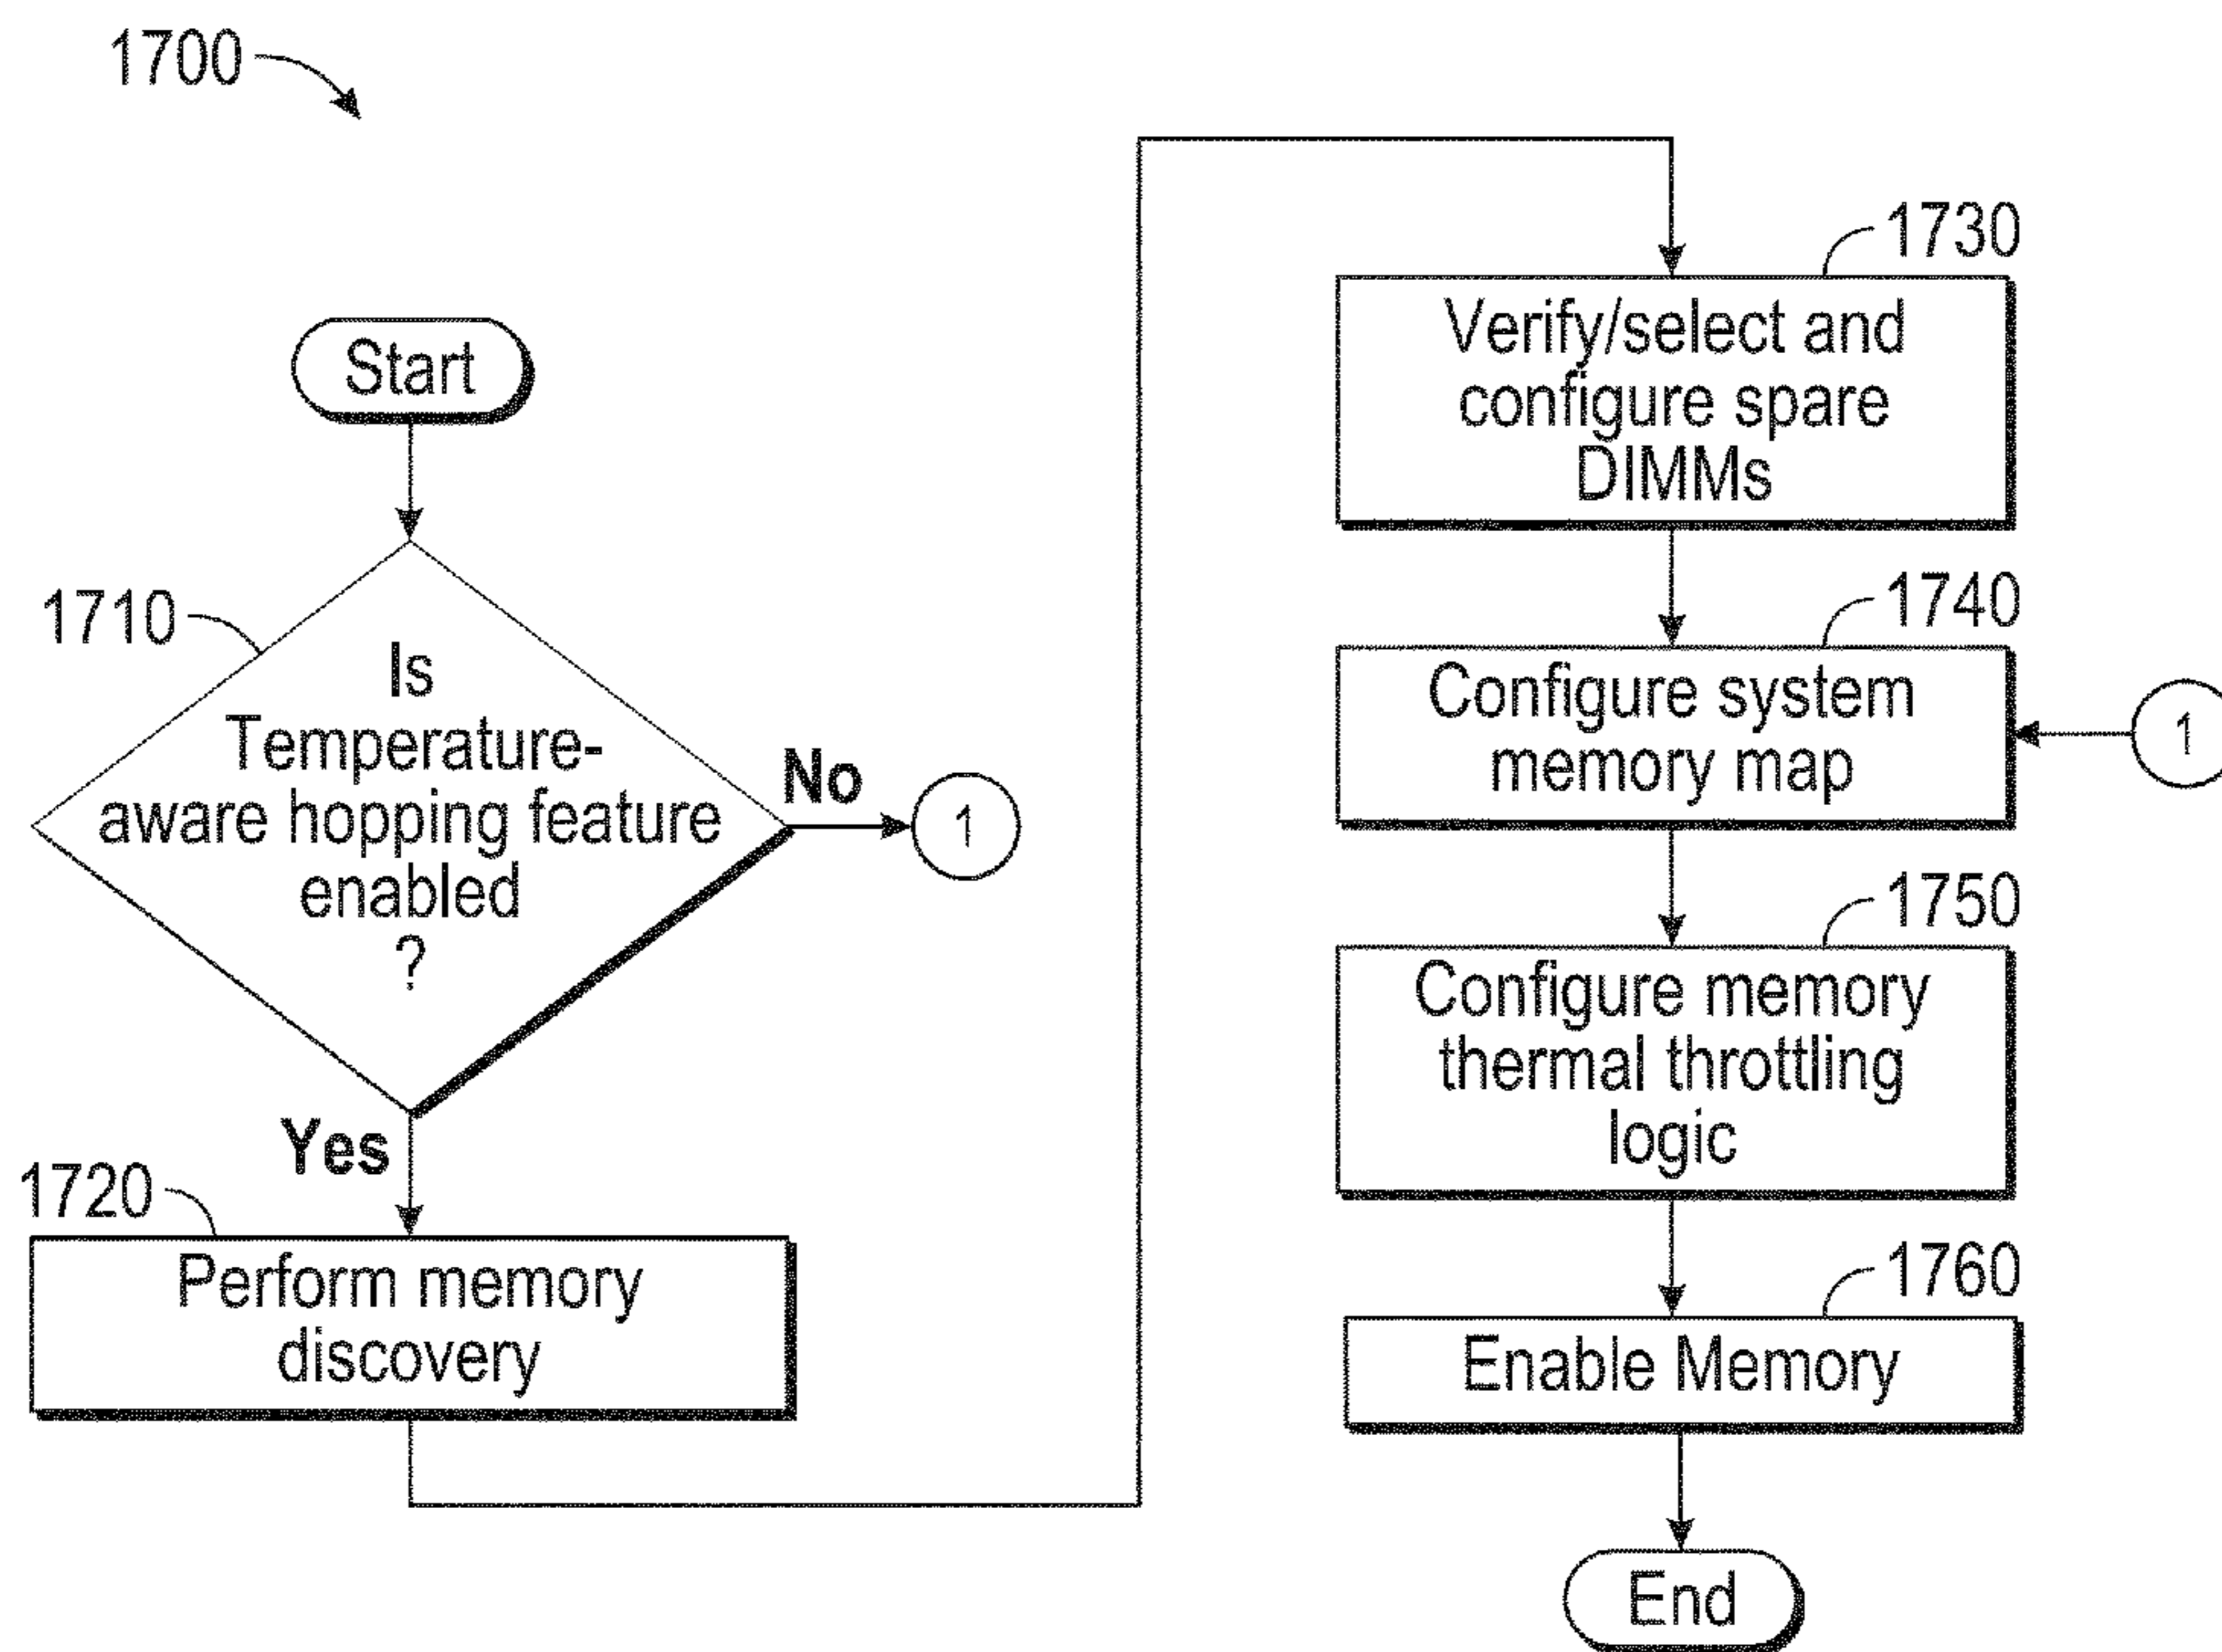 1700
Start
1710
Is
Temperature-
aware hopping feature
enabled
?
No
1
Yes
1720
Perform memory
discovery
1730
Verify/select and
configure spare
DIMMs
1740
Configure system
memory map
1
1750
Configure memory
thermal throttling
logic
1760
Enable Memory
End